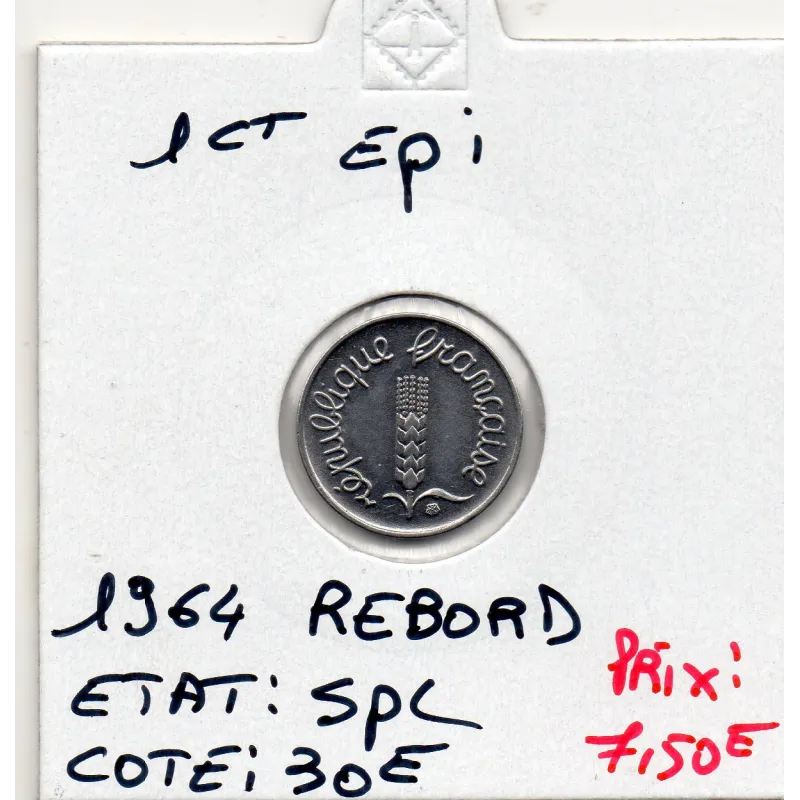 1CT Epi
république française
1964 REBORD
ETAT: SPL
COTE: 30E
PRIX:
7,50E